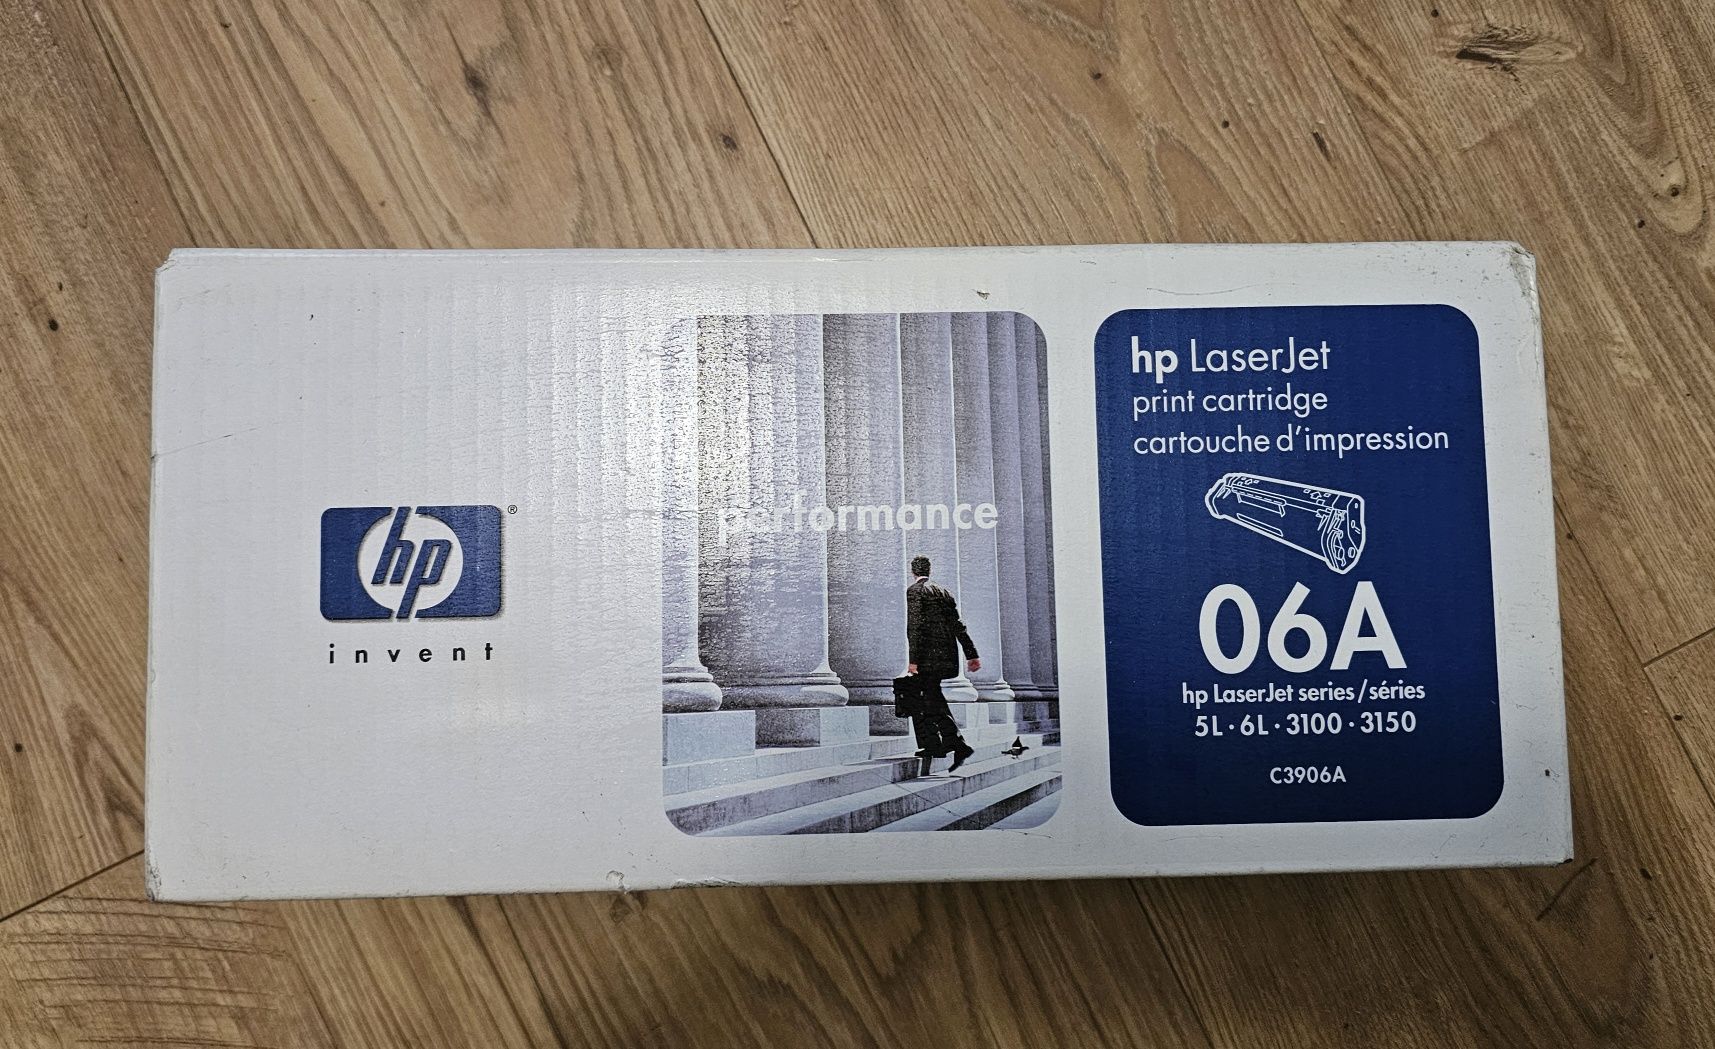 hp®
invent
performance
hp LaserJet
print cartridge
cartouche d'impression
06A
hp LaserJet series/séries
5L·6L·3100·3150
C3906A